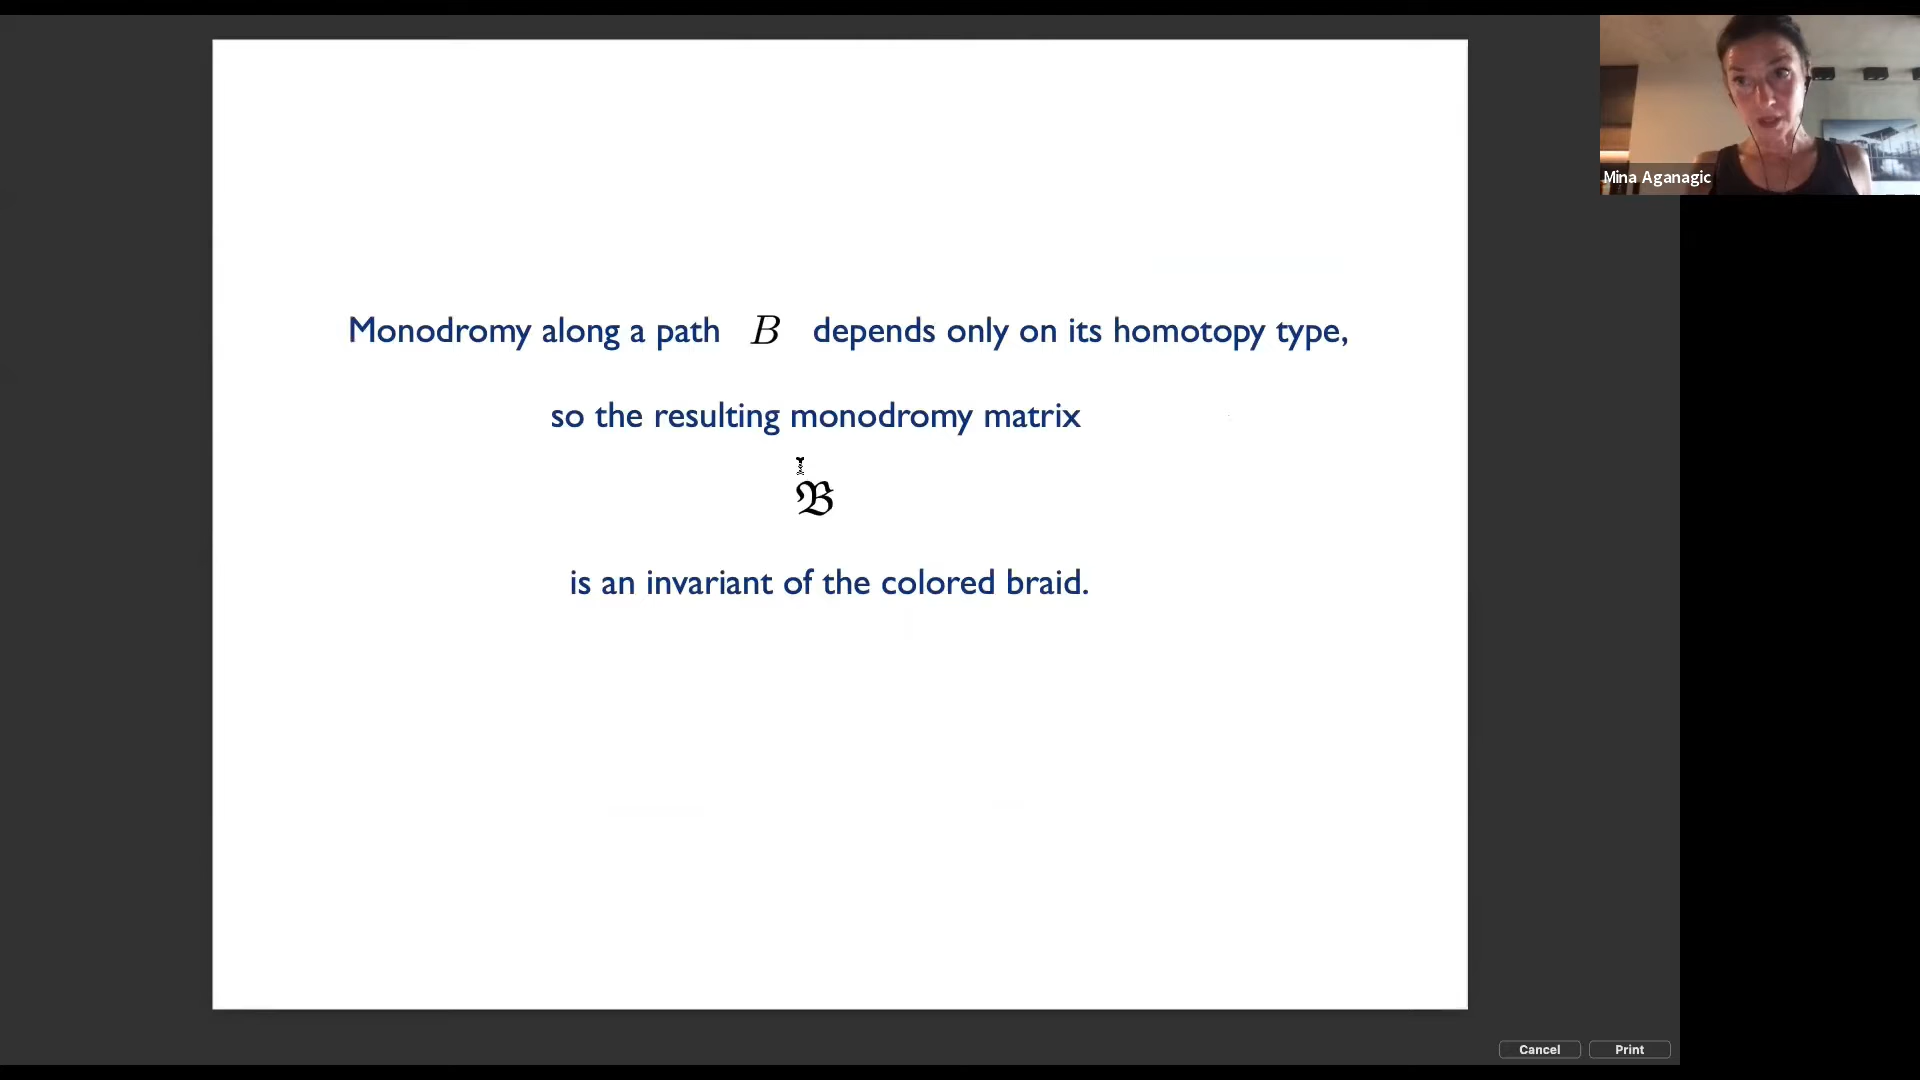 Mina Aganagic
Monodromy along a path B depends only on its homotopy type,
so the resulting monodromy matrix
𝔅
is an invariant of the colored braid.
Cancel Print